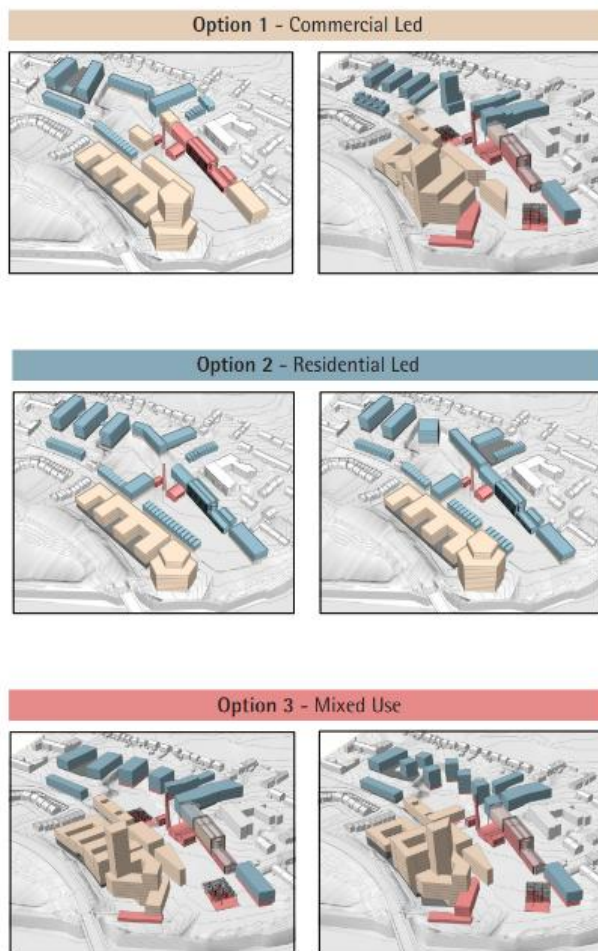 Option 1 - Commercial Led
Option 2 - Residential Led
Option 3 - Mixed Use